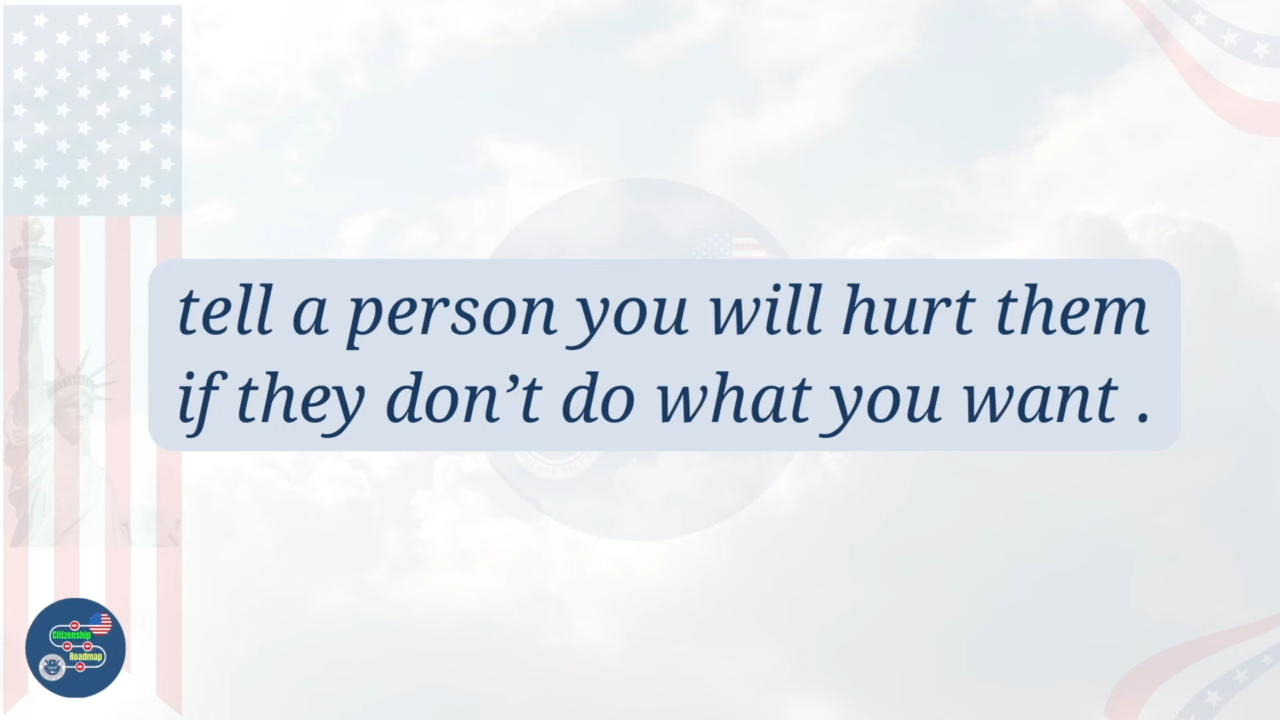 tell a person you will hurt them
if they don’t do what you want .
Citizenship
Roadmap